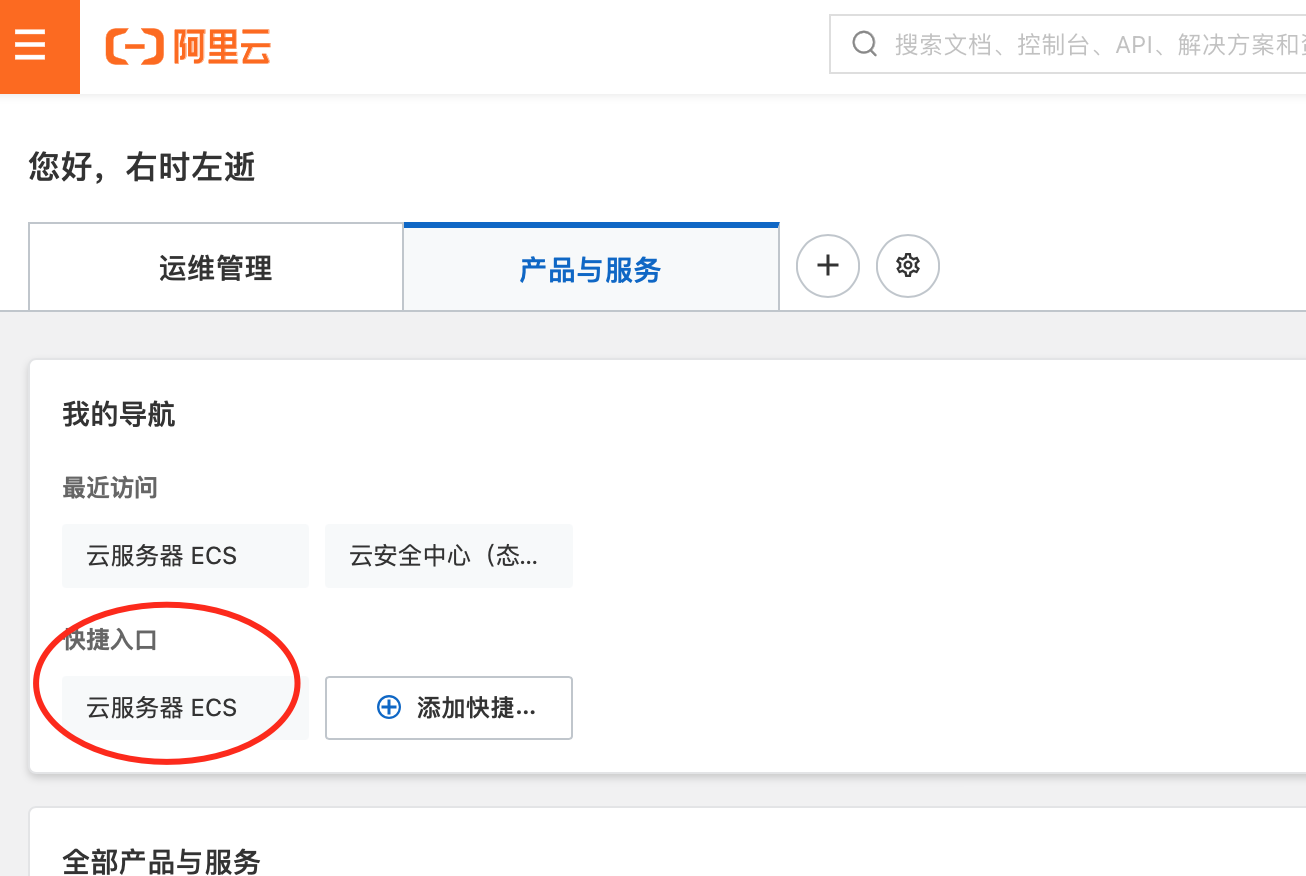 阿里云
搜索文档、控制台、API、解决方案和
您好，右时左逝
运维管理
产品与服务
我的导航
最近访问
云服务器 ECS
云安全中心（态...
快捷入口
云服务器 ECS
添加快捷...
全部产品与服务